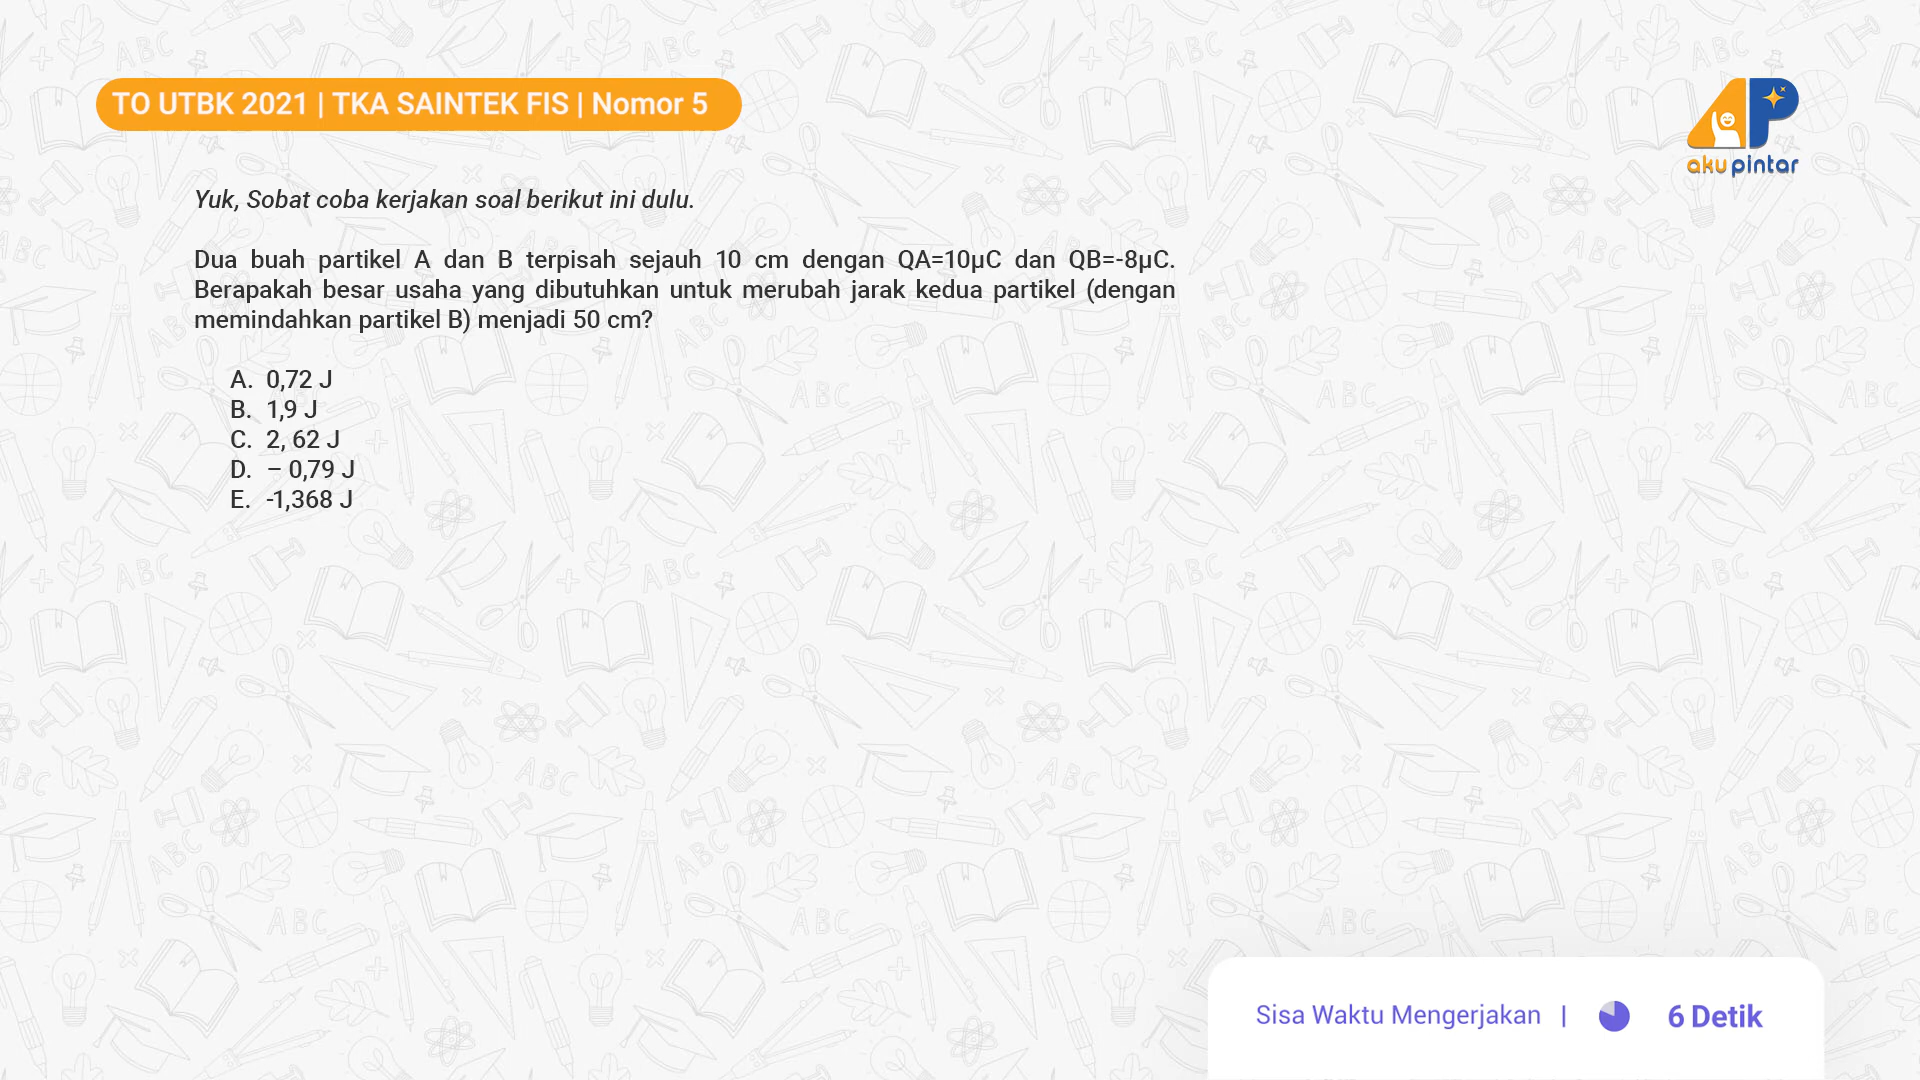 TO UTBK 2021 | TKA SAINTEK FIS | Nomor 5
aku pintar
Yuk, Sobat coba kerjakan soal berikut ini dulu.
Dua buah partikel A dan B terpisah sejauh 10 cm dengan QA=10µC dan QB=-8µC.
Berapakah besar usaha yang dibutuhkan untuk merubah jarak kedua partikel (dengan
memindahkan partikel B) menjadi 50 cm?
A. 0,72 J
B. 1,9 J
C. 2, 62 J
D. – 0,79 J
E. -1,368 J
Sisa Waktu Mengerjakan | 6 Detik